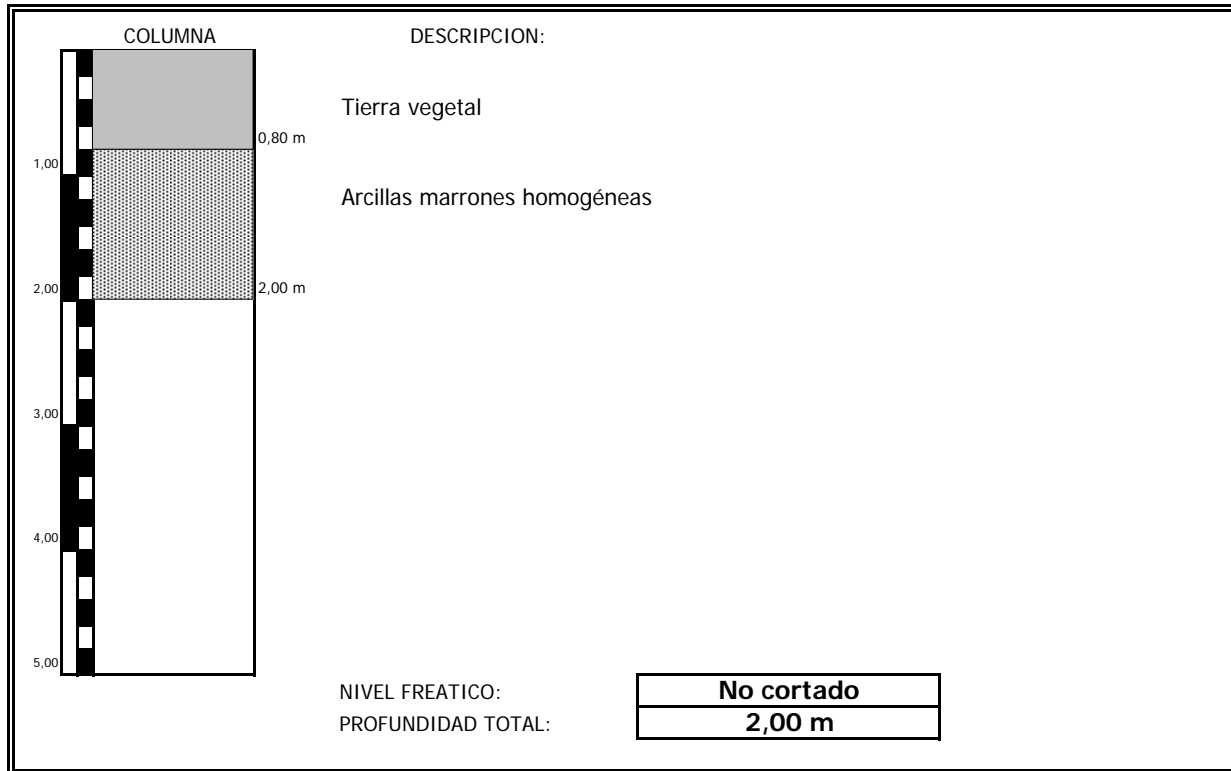 COLUMNA DESCRIPCION:
Tierra vegetal
0,80 m
1,00
Arcillas marrones homogéneas
2,00 2,00 m
3,00
4,00
5,00
NIVEL FREATICO: No cortado
PROFUNDIDAD TOTAL: 2,00 m